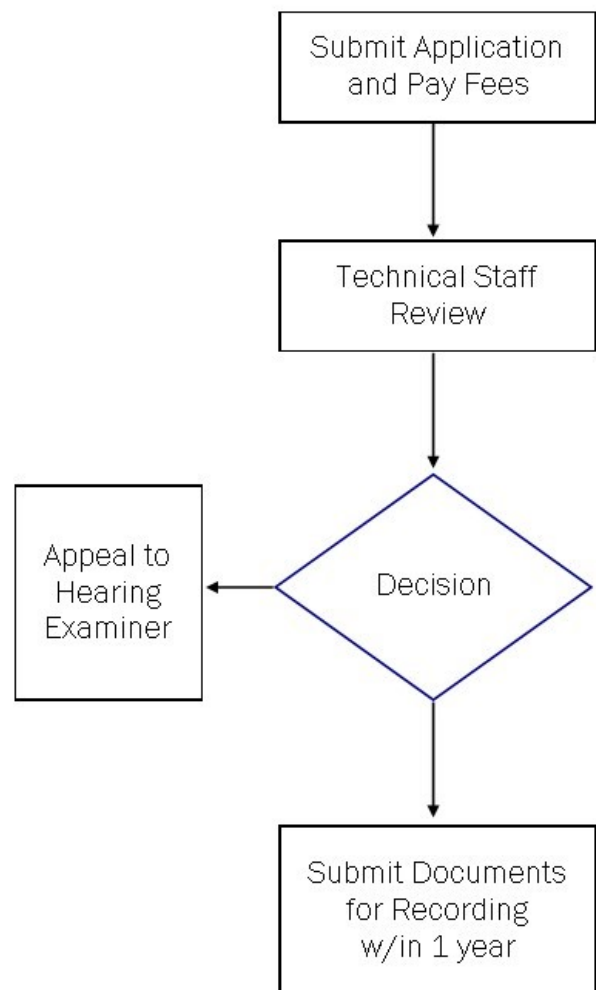 Submit Application
and Pay Fees
Technical Staff
Review
Decision
Appeal to
Hearing
Examiner
Submit Documents
for Recording
w/in 1 year